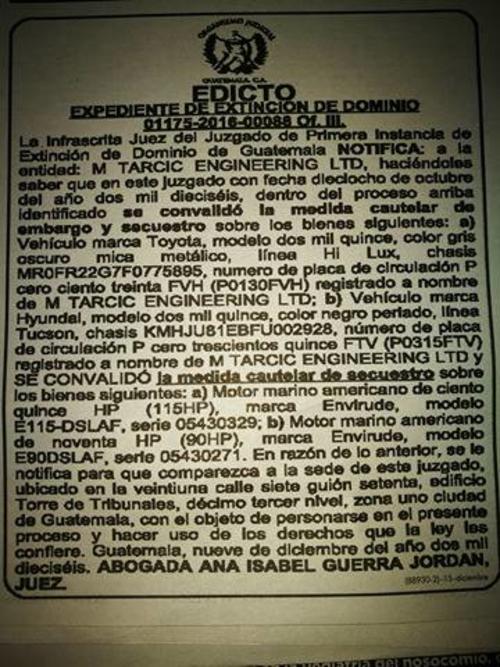 ORGANISMO JUDICIAL
GUATEMALA, C.A.
EDICTO
EXPEDIENTE DE EXTINCIÓN DE DOMINIO
01175-2016-00088 Of. III.
La Infrascrita Juez del Juzgado de Primera Instancia de
Extinción de Dominio de Guatemala NOTIFICA: a la
entidad: M TARCIC ENGINEERING LTD, haciéndoles
saber que en este juzgado con fecha dieciocho de octubre
del año dos mil dieciséis, dentro del proceso arriba
identificado se convalidó la medida cautelar de
embargo y secuestro sobre los bienes siguientes: a)
Vehículo marca Toyota, modelo dos mil quince, color gris
oscuro mica metálico, línea Hi Lux, chasis
MR0FR22G7F0775895, numero de placa de circulación P
cero ciento treinta FVH (P0130FVH) registrado a nombre
de M TARCIC ENGINEERING LTD; b) Vehículo marca
Hyundai, modelo dos mil quince, color negro perlado, línea
Tucson, chasis KMHJU81EBFU002928, número de placa
de circulación P cero trescientos quince FTV (P0315FTV)
registrado a nombre de M TARCIC ENGINEERING LTD y
SE CONVALIDÓ la medida cautelar de secuestro sobre
los bienes siguientes: a) Motor marino americano de ciento
quince HP (115HP), marca Envirude, modelo
E115-DSLAF, serie 05430329; b) Motor marino americano
de noventa HP (90HP), marca Envirude, modelo
E90DSLAF, serie 05430271. En razón de lo anterior, se le
notifica para que comparezca a la sede de este juzgado,
ubicado en la veintiuna calle siete guión setenta, edificio
Torre de Tribunales, décimo tercer nivel, zona uno ciudad
de Guatemala, con el objeto de personarse en el presente
proceso y hacer uso de los derechos que la ley les
confiere. Guatemala, nueve de diciembre del año dos mil
dieciséis. ABOGADA ANA ISABEL GUERRA JORDAN,
JUEZ.
(88930-2)-15-diciembre
del nosocomio,